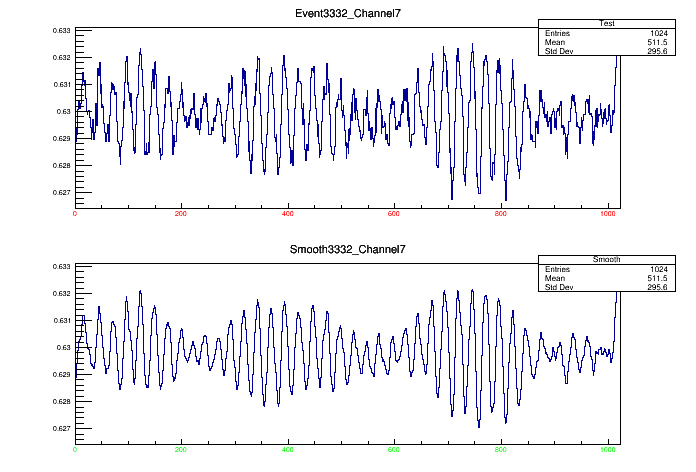 Event3332_Channel7
Test
Entries 1024
Mean 511.5
Std Dev 295.6
0.633
0.632
0.631
0.63
0.629
0.628
0.627
0 200 400 600 800 1000
Smooth3332_Channel7
Smooth
Entries 1024
Mean 511.5
Std Dev 295.6
0.633
0.632
0.631
0.63
0.629
0.628
0.627
0 200 400 600 800 1000